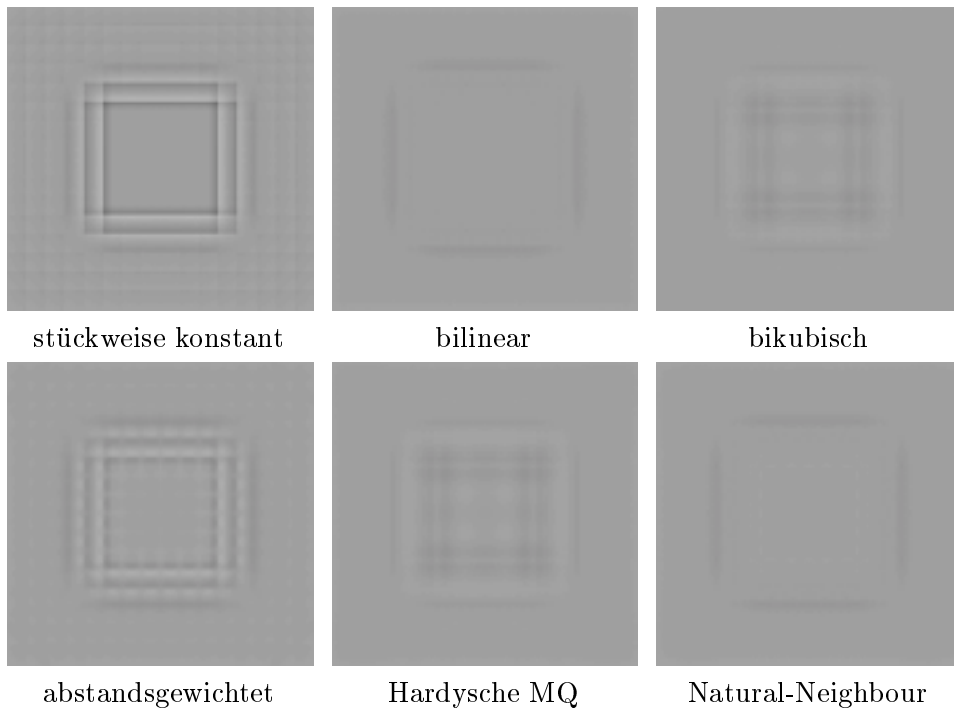 stückweise konstant
bilinear
bikubisch
abstandsgewichtet
Hardysche MQ
Natural-Neighbour